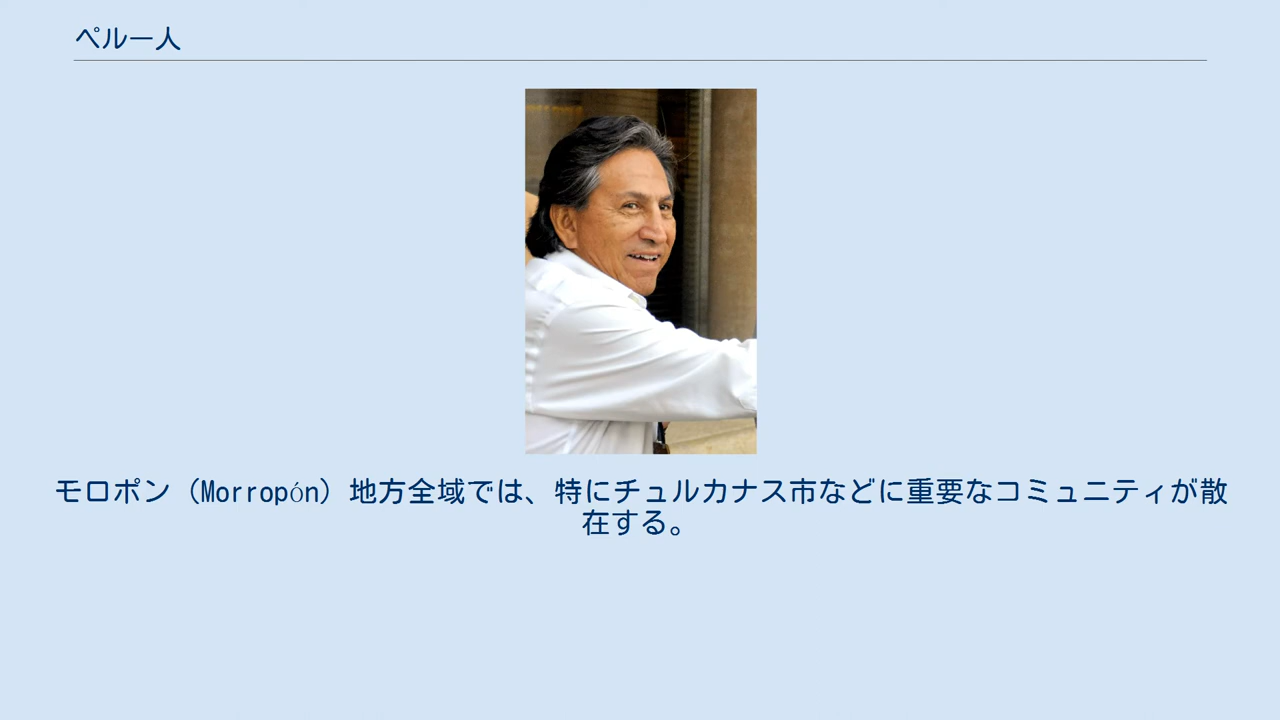 ペルー人
モロポン（Morropón）地方全域では、特にチュルカナス市などに重要なコミュニティが散
在する。